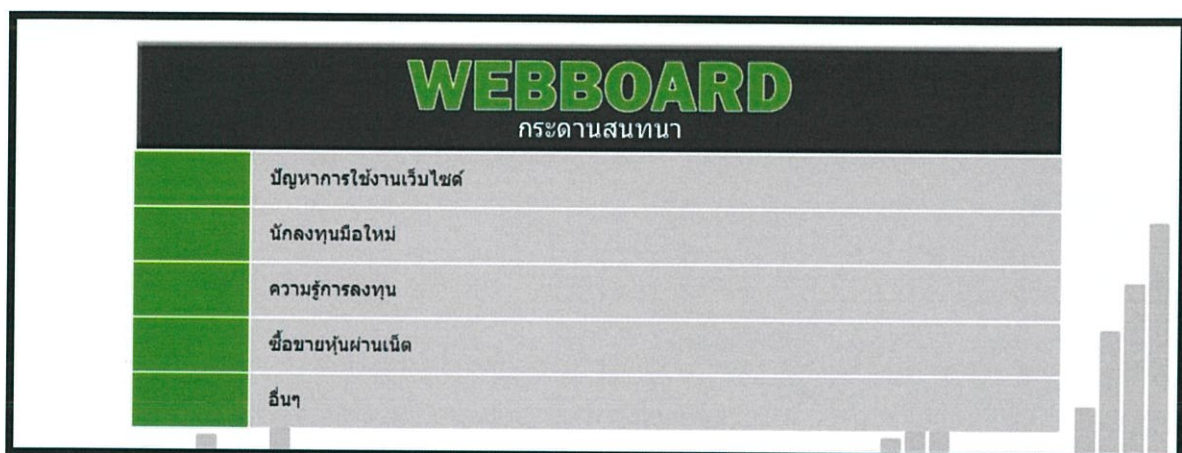 WEBBOARD
กระดานสนทนา
ปัญหาการใช้งานเว็บไซต์
นักลงทุนมือใหม่
ความรู้การลงทุน
ซื้อขายหุ้นผ่านเน็ต
อื่นๆ